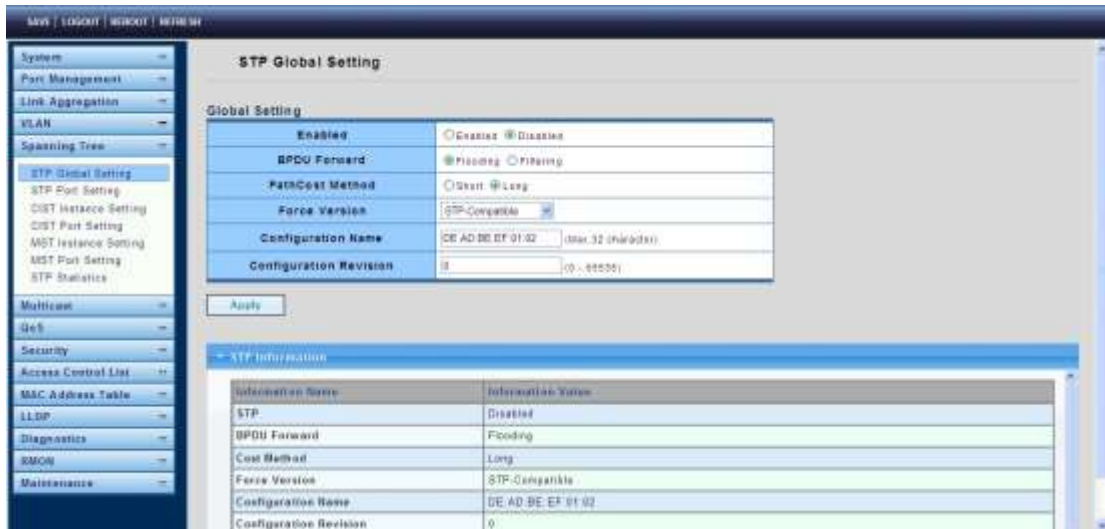 SAVE | LOGOUT | REBOOT | REFRESH
System
Port Management
Link Aggregation
VLAN
Spanning Tree
STP Global Setting
STP Port Setting
CIST Instance Setting
CIST Port Setting
MST Instance Setting
MST Port Setting
STP Statistics
Multicast
QoS
Security
Access Control List
MAC Address Table
LLDP
Diagnostics
RMON
Maintenance
STP Global Setting
Global Setting
Enabled Enabled Disabled
BPDU Forward Flooding Filtering
PathCost Method Short Long
Force Version STP-Compatible
Configuration Name DE:AD:BE:EF:01:02 (Max. 32 character)
Configuration Revision 0 (0 - 65535)
Apply
STP Information
Information Name Information Value
STP Disabled
BPDU Forward Flooding
Cost Method Long
Force Version STP-Compatible
Configuration Name DE:AD:BE:EF:01:02
Configuration Revision 0